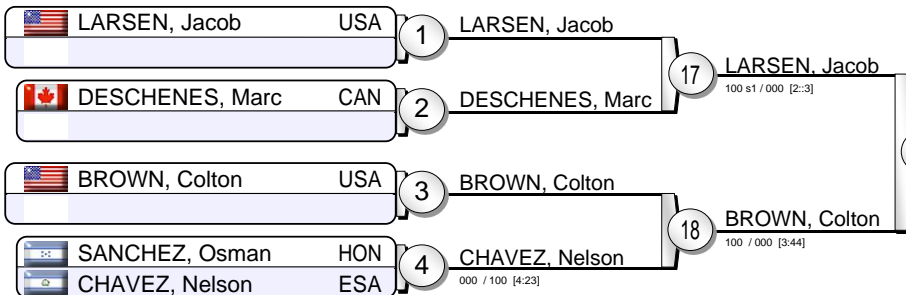 LARSEN, Jacob USA
1
LARSEN, Jacob
DESCHENES, Marc CAN
2
DESCHENES, Marc
17
LARSEN, Jacob
100 s1 / 000 [2::3]
BROWN, Colton USA
3
BROWN, Colton
SANCHEZ, Osman HON
CHAVEZ, Nelson ESA
4
CHAVEZ, Nelson
000 / 100 [4:23]
18
BROWN, Colton
100 / 000 [3:44]